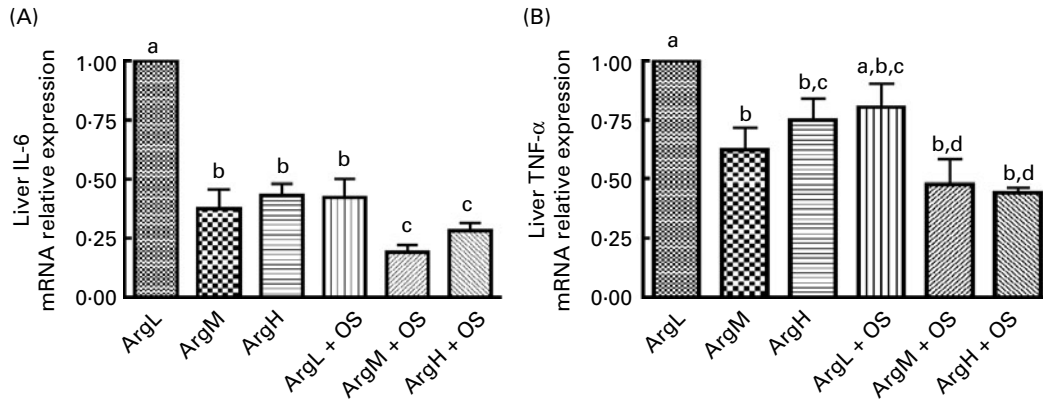 (A)
Liver IL-6
mRNA relative expression
1·00
0·75
0·50
0·25
0·00
a
b
b
b
c
c
ArgL
ArgM
ArgH
ArgL + OS
ArgM + OS
ArgH + OS
(B)
Liver TNF-α
mRNA relative expression
1·00
0·75
0·50
0·25
0·00
a
b
b,c
a,b,c
b,d
b,d
ArgL
ArgM
ArgH
ArgL + OS
ArgM + OS
ArgH + OS